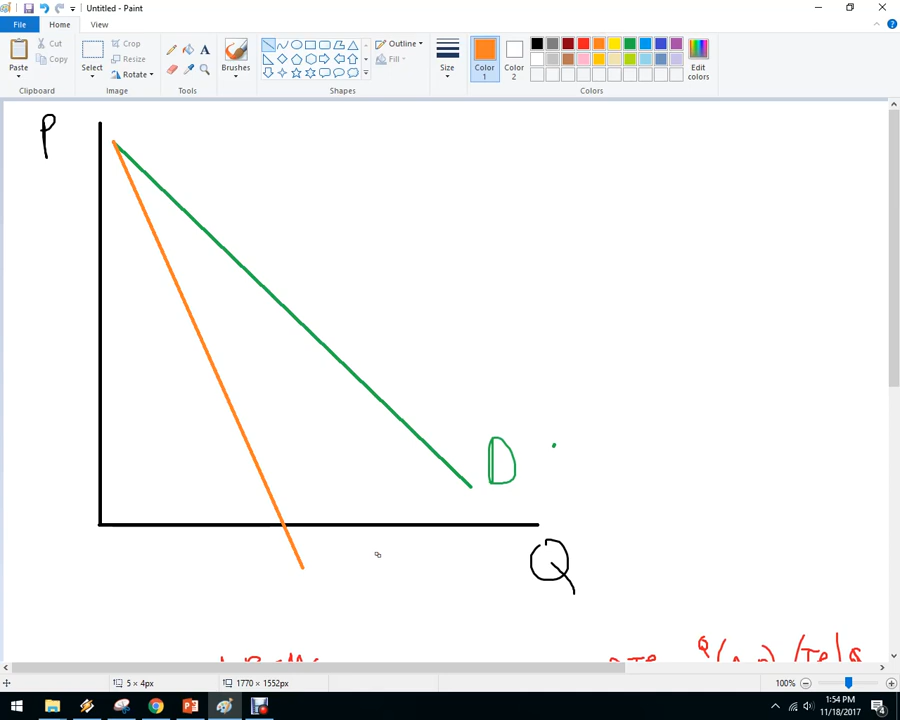 Untitled - Paint
File Home View
Paste
Cut
Copy
Clipboard
Select
Crop
Resize
Rotate
Image
A
Tools
Brushes
Shapes
Outline
Fill
Size
Color 1
Color 2
Edit colors
Colors
P
D
Q
5 × 4px
1770 × 1552px
100%
1:54 PM
11/18/2017
4